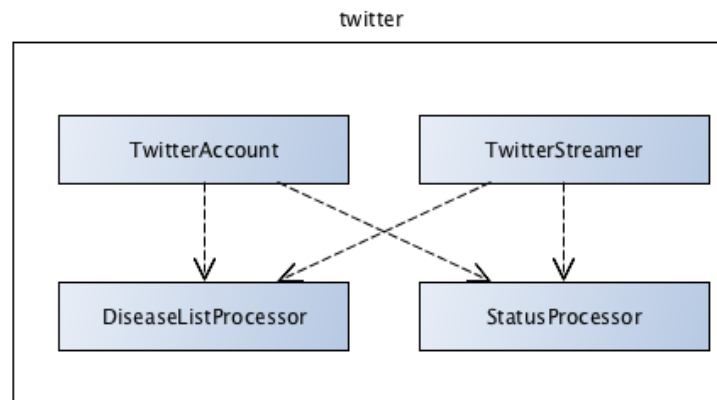 twitter
TwitterAccount
TwitterStreamer
DiseaseListProcessor
StatusProcessor